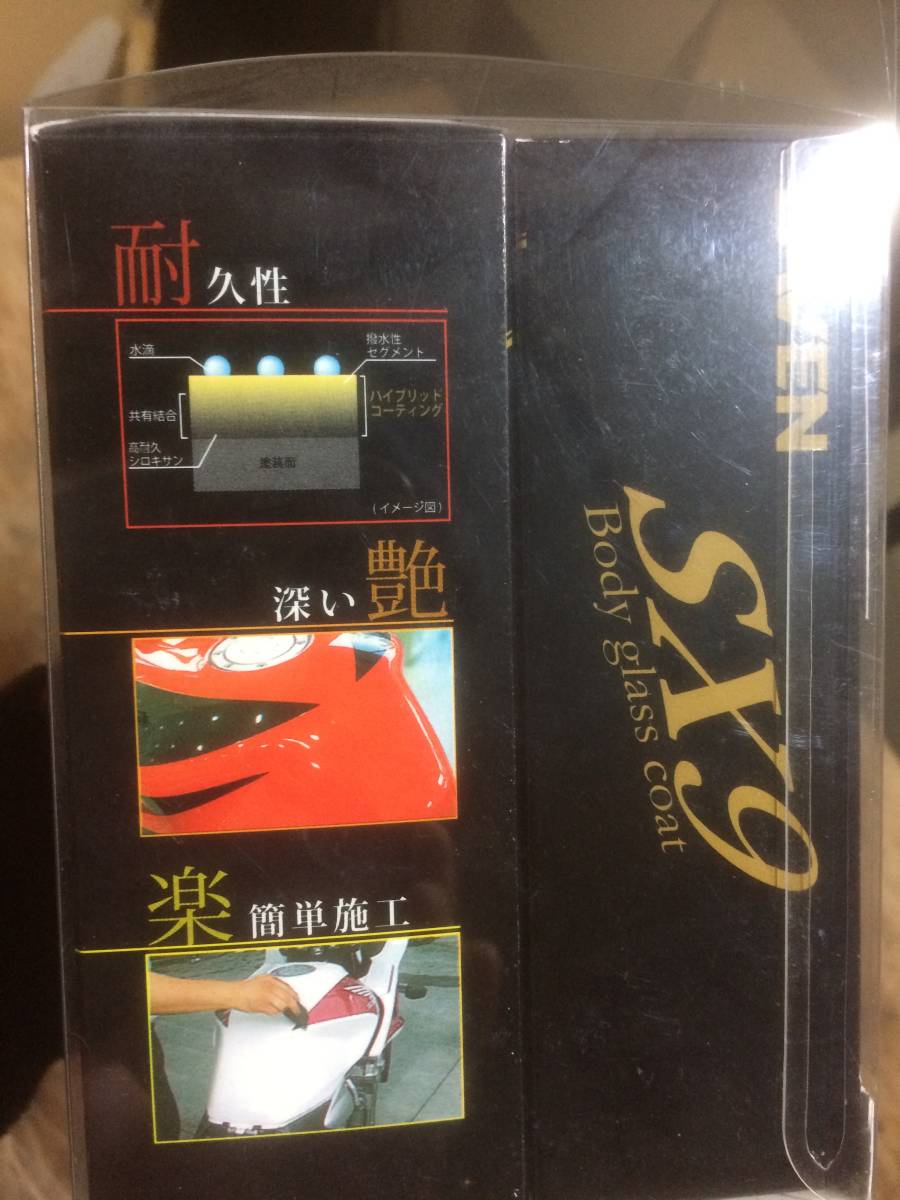 耐久性
水滴
撥水性
セグメント
共有結合
ハイブリッド
コーティング
高耐久
シロキサン
塗装面
(イメージ図)
深い艶
楽 簡単施工
SX9
Body glass coat